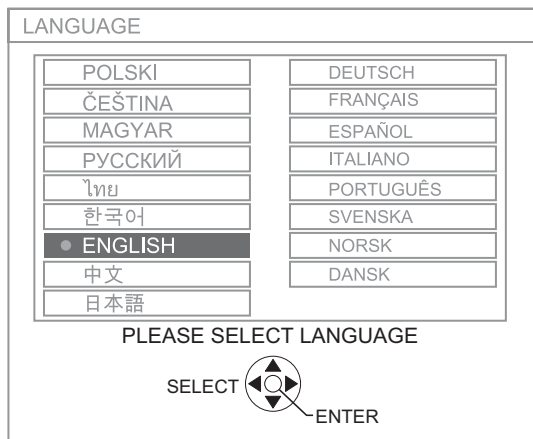 LANGUAGE
POLSKI
ČEŠTINA
MAGYAR
РУССКИЙ
ไทย
한국어
ENGLISH
中文
日本語
DEUTSCH
FRANÇAIS
ESPAÑOL
ITALIANO
PORTUGUÊS
SVENSKA
NORSK
DANSK
PLEASE SELECT LANGUAGE
SELECT
ENTER